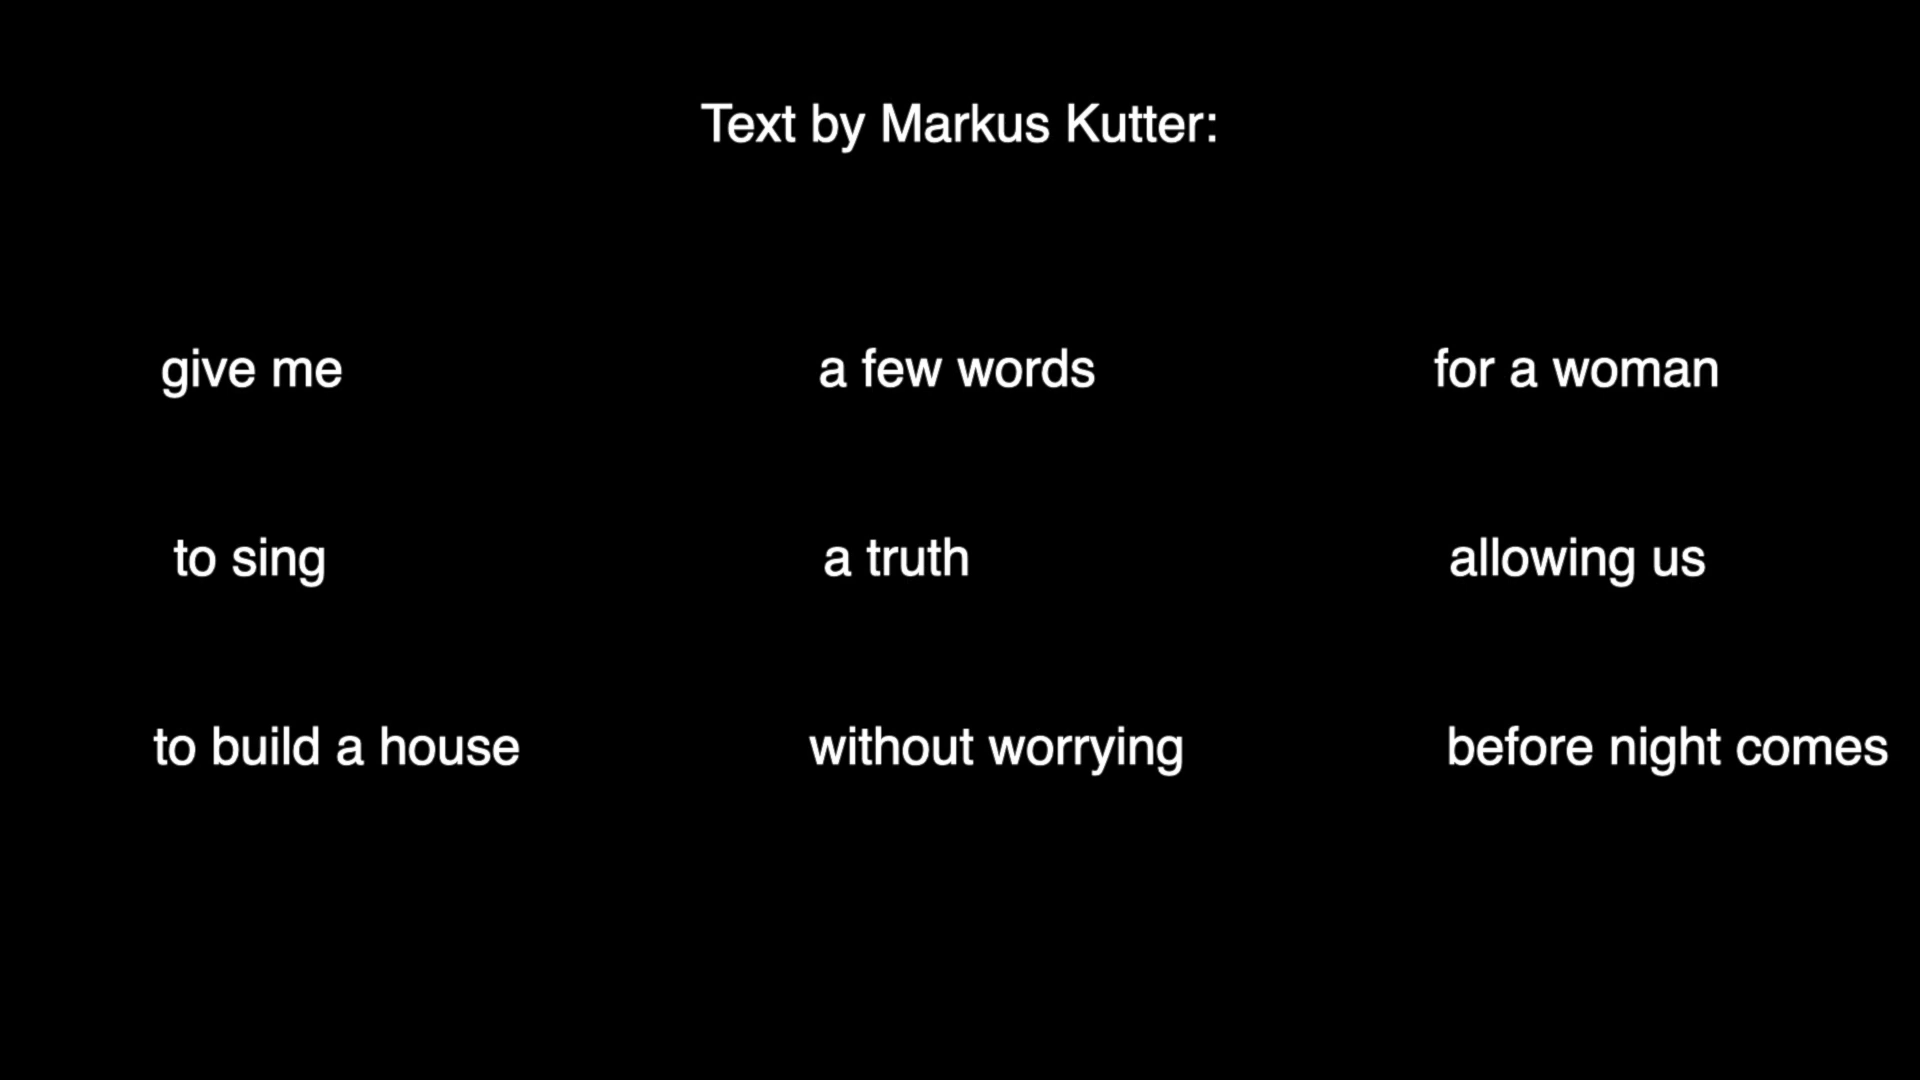 Text by Markus Kutter:
give me a few words for a woman
to sing a truth allowing us
to build a house without worrying before night comes